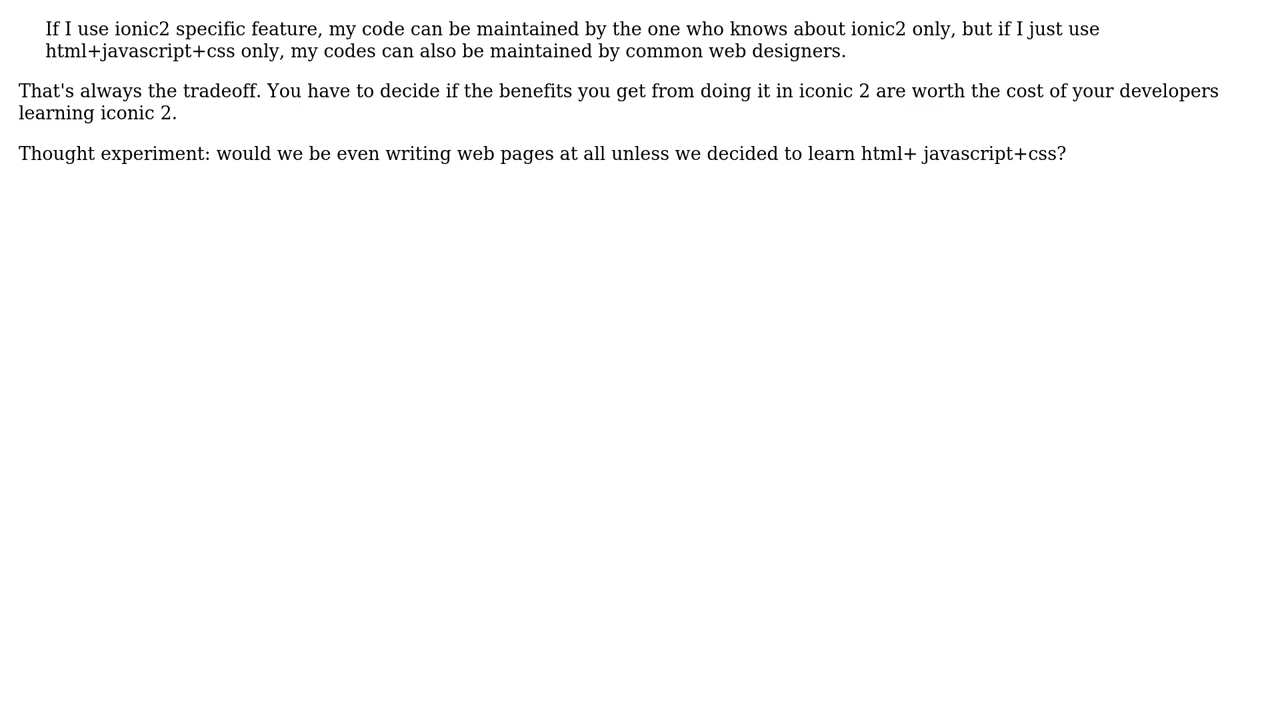 If I use ionic2 specific feature, my code can be maintained by the one who knows about ionic2 only, but if I just use
html+javascript+css only, my codes can also be maintained by common web designers.
That's always the tradeoff. You have to decide if the benefits you get from doing it in iconic 2 are worth the cost of your developers
learning iconic 2.
Thought experiment: would we be even writing web pages at all unless we decided to learn html+ javascript+css?